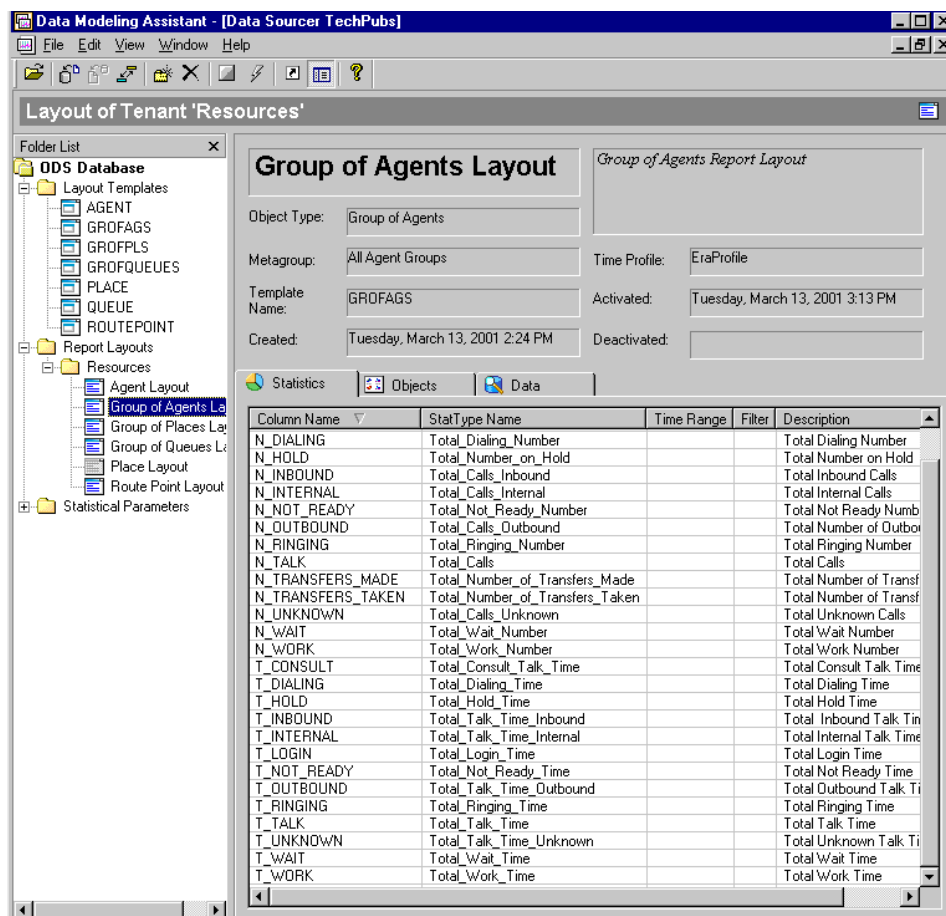 Data Modeling Assistant - [Data Sourcer TechPubs]
File Edit View Window Help
Layout of Tenant 'Resources'
Folder List
ODS Database
Layout Templates
AGENT
GROFAGS
GROFPLS
GROFQUEUES
PLACE
QUEUE
ROUTEPOINT
Report Layouts
Resources
Agent Layout
Group of Agents La
Group of Places La
Group of Queues La
Place Layout
Route Point Layout
Statistical Parameters
Group of Agents Layout
Group of Agents Report Layout
Object Type: Group of Agents
Metagroup: All Agent Groups
Time Profile: EraProfile
Template Name: GROFAGS
Activated: Tuesday, March 13, 2001 3:13 PM
Created: Tuesday, March 13, 2001 2:24 PM
Deactivated:
Statistics Objects Data
Column Name StatType Name Time Range Filter Description
N_DIALING Total_Dialing_Number Total Dialing Number
N_HOLD Total_Number_on_Hold Total Number on Hold
N_INBOUND Total_Calls_Inbound Total Inbound Calls
N_INTERNAL Total_Calls_Internal Total Internal Calls
N_NOT_READY Total_Not_Ready_Number Total Not Ready Numb
N_OUTBOUND Total_Calls_Outbound Total Number of Outbou
N_RINGING Total_Ringing_Number Total Ringing Number
N_TALK Total_Calls Total Calls
N_TRANSFERS_MADE Total_Number_of_Transfers_Made Total Number of Transf
N_TRANSFERS_TAKEN Total_Number_of_Transfers_Taken Total Number of Transf
N_UNKNOWN Total_Calls_Unknown Total Unknown Calls
N_WAIT Total_Wait_Number Total Wait Number
N_WORK Total_Work_Number Total Work Number
T_CONSULT Total_Consult_Talk_Time Total Consult Talk Time
T_DIALING Total_Dialing_Time Total Dialing Time
T_HOLD Total_Hold_Time Total Hold Time
T_INBOUND Total_Talk_Time_Inbound Total Inbound Talk Tim
T_INTERNAL Total_Talk_Time_Internal Total Internal Talk Time
T_LOGIN Total_Login_Time Total Login Time
T_NOT_READY Total_Not_Ready_Time Total Not Ready Time
T_OUTBOUND Total_Talk_Time_Outbound Total Outbound Talk Ti
T_RINGING Total_Ringing_Time Total Ringing Time
T_TALK Total_Talk_Time Total Talk Time
T_UNKNOWN Total_Talk_Time_Unknown Total Unknown Talk Ti
T_WAIT Total_Wait_Time Total Wait Time
T_WORK Total_Work_Time Total Work Time